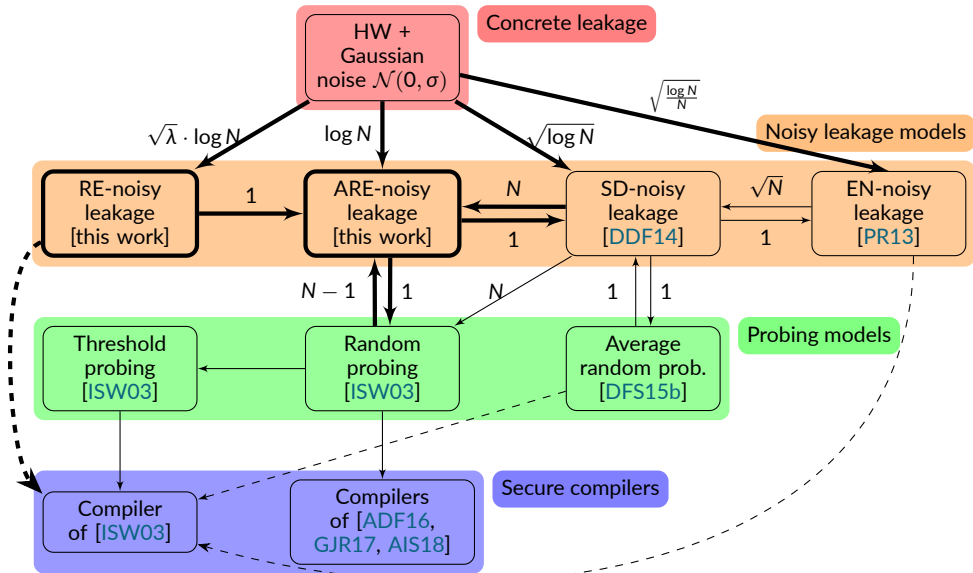 Concrete leakage
HW +
Gaussian
noise 𝒩(0, σ)
√(log N / N)
√λ · log N
log N
√(log N)
Noisy leakage models
RE-noisy
leakage
[this work]
1
ARE-noisy
leakage
[this work]
N
1
SD-noisy
leakage
[DDF14]
√N
1
EN-noisy
leakage
[PR13]
N − 1
1
N
1
1
Probing models
Threshold
probing
[ISW03]
Random
probing
[ISW03]
Average
random prob.
[DFS15b]
Secure compilers
Compiler
of [ISW03]
Compilers
of [ADF16,
GJR17, AIS18]